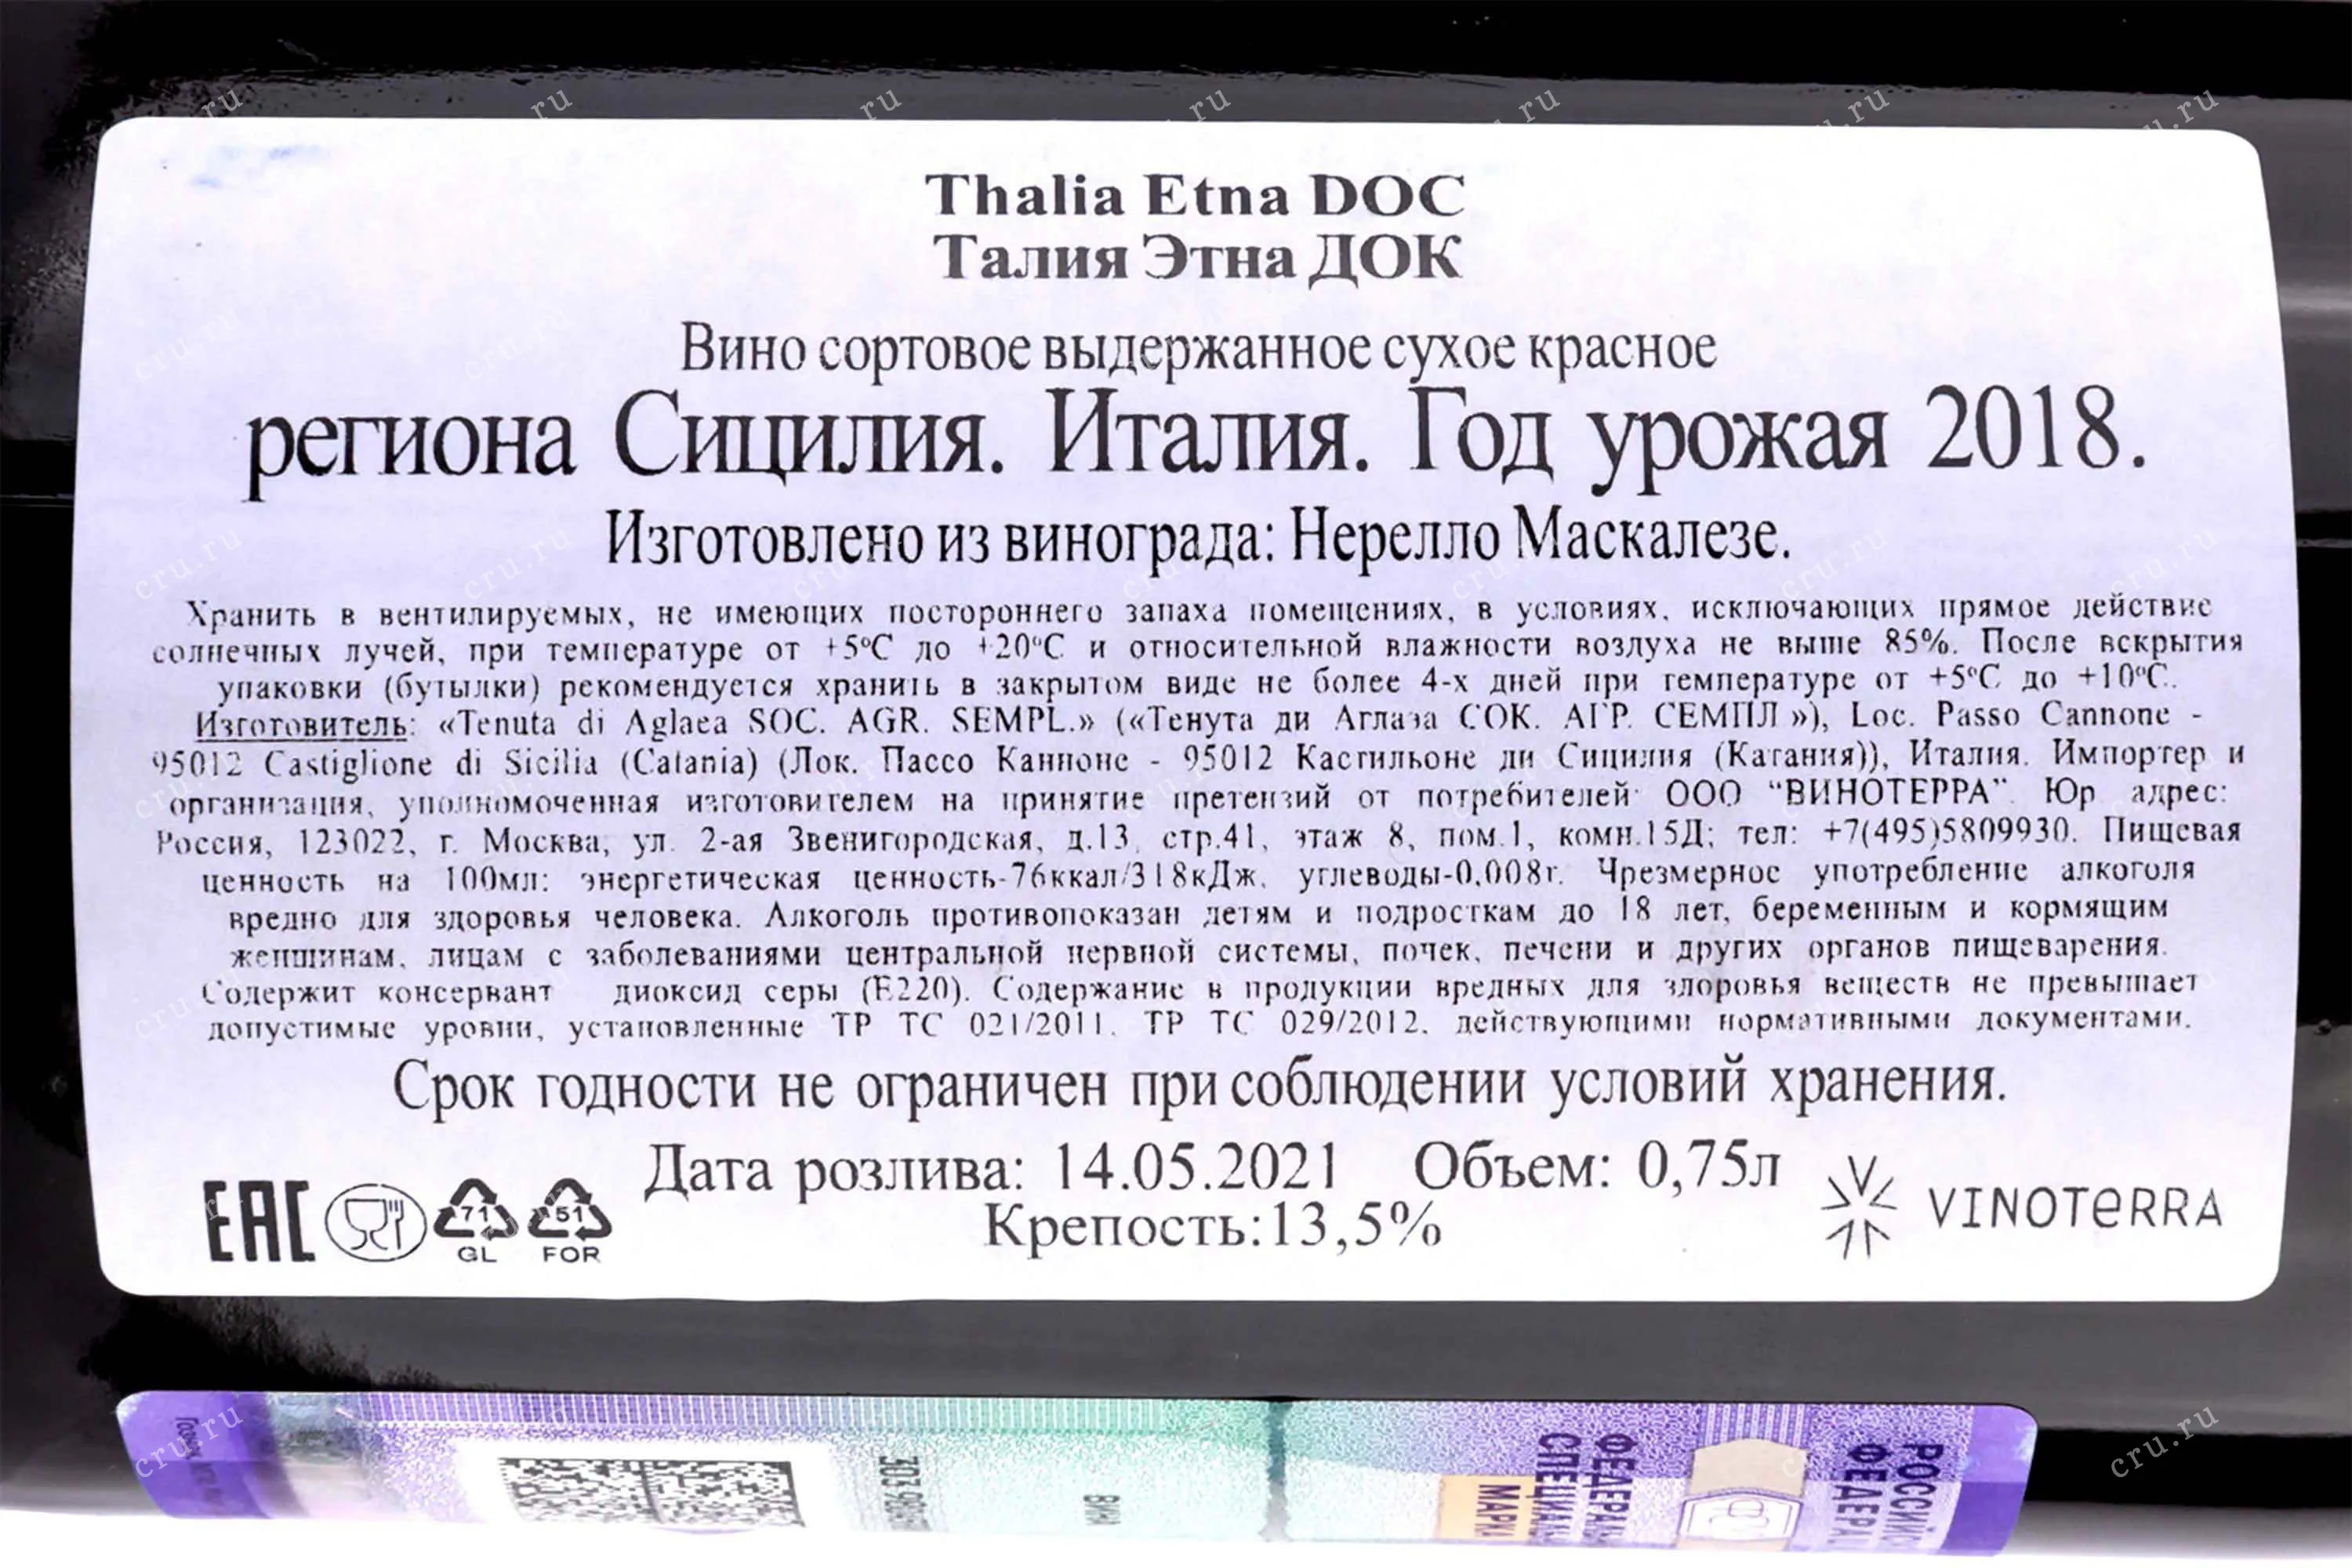 Thalia Etna DOC
Талия Этна ДОК
Вино сортовое выдержанное сухое красное
региона Сицилия. Италия. Год урожая 2018.
Изготовлено из винограда: Нерелло Маскалезе.
Хранить в вентилируемых, не имеющих постороннего запаха помещениях, в условиях, исключающих прямое действие
солнечных лучей, при температуре от +5ºС до +20ºС и относительной влажности воздуха не выше 85%. После вскрытия
упаковки (бутылки) рекомендуется хранить в закрытом виде не более 4-х дней при температуре от +5ºС до +10ºС.
Изготовитель: «Tenuta di Aglaea SOC. AGR. SEMPL.» («Тенута ди Аглаэа СОК. АГР. СЕМПЛ »), Loc. Passo Cannone -
95012 Castiglione di Sicilia (Catania) (Лок. Пассо Канноне - 95012 Кастильоне ди Сицилия (Катания)), Италия. Импортер и
организация, уполномоченная изготовителем на принятие претензий от потребителей: ООО “ВИНОТЕРРА”. Юр. адрес:
Россия, 123022, г. Москва, ул. 2-ая Звенигородская, д.13, стр.41, этаж 8, пом.1, комн.15Д; тел: +7(495)5809930. Пищевая
ценность на 100мл: энергетическая ценность-76ккал/318кДж, углеводы-0,008г. Чрезмерное употребление алкоголя
вредно для здоровья человека. Алкоголь противопоказан детям и подросткам до 18 лет, беременным и кормящим
женщинам, лицам с заболеваниями центральной нервной системы, почек, печени и других органов пищеварения.
Содержит консервант диоксид серы (Е220). Содержание в продукции вредных для здоровья веществ не превышает
допустимые уровни, установленные ТР ТС 021/2011, ТР ТС 029/2012, действующими нормативными документами.
Срок годности не ограничен при соблюдении условий хранения.
Дата розлива: 14.05.2021 Объем: 0,75л
Крепость:13,5%
EAC
71
GL
51
FOR
VINOTERRA
ВИНА
МАРКА
cru.ru